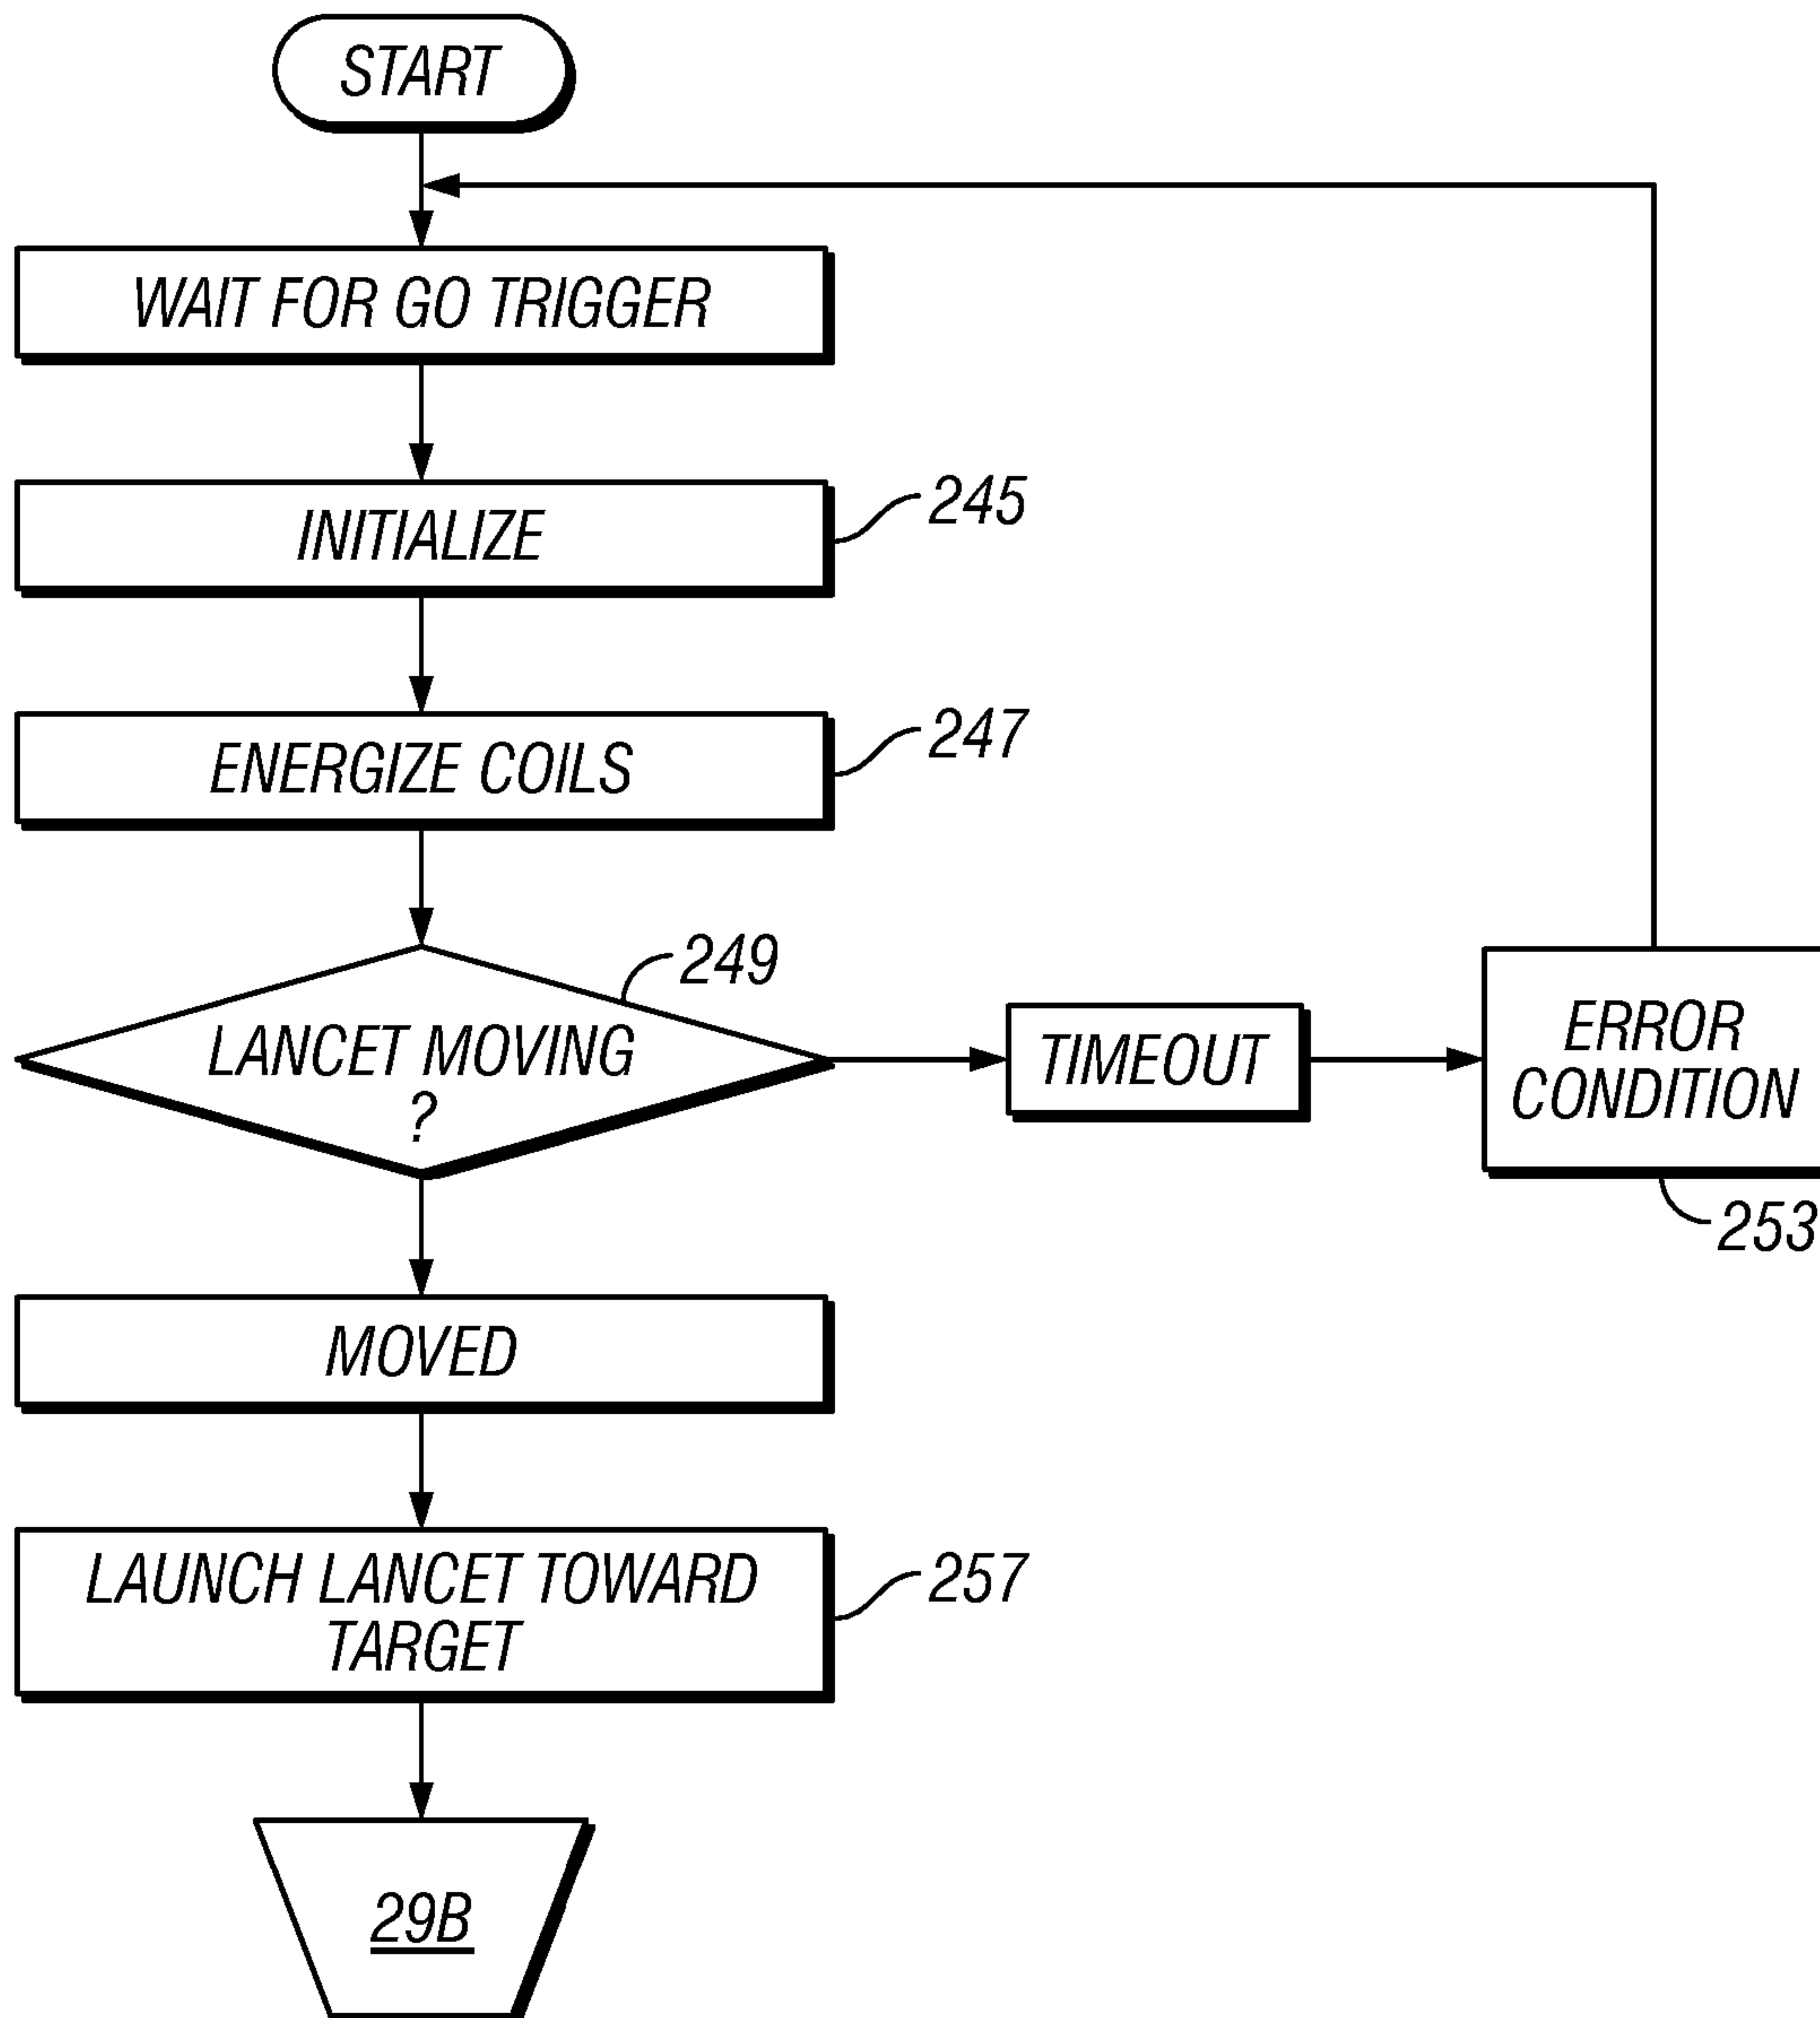 START
WAIT FOR GO TRIGGER
INITIALIZE
245
ENERGIZE COILS
247
249
LANCET MOVING
?
TIMEOUT
ERROR
CONDITION
253
MOVED
LAUNCH LANCET TOWARD
TARGET
257
29B